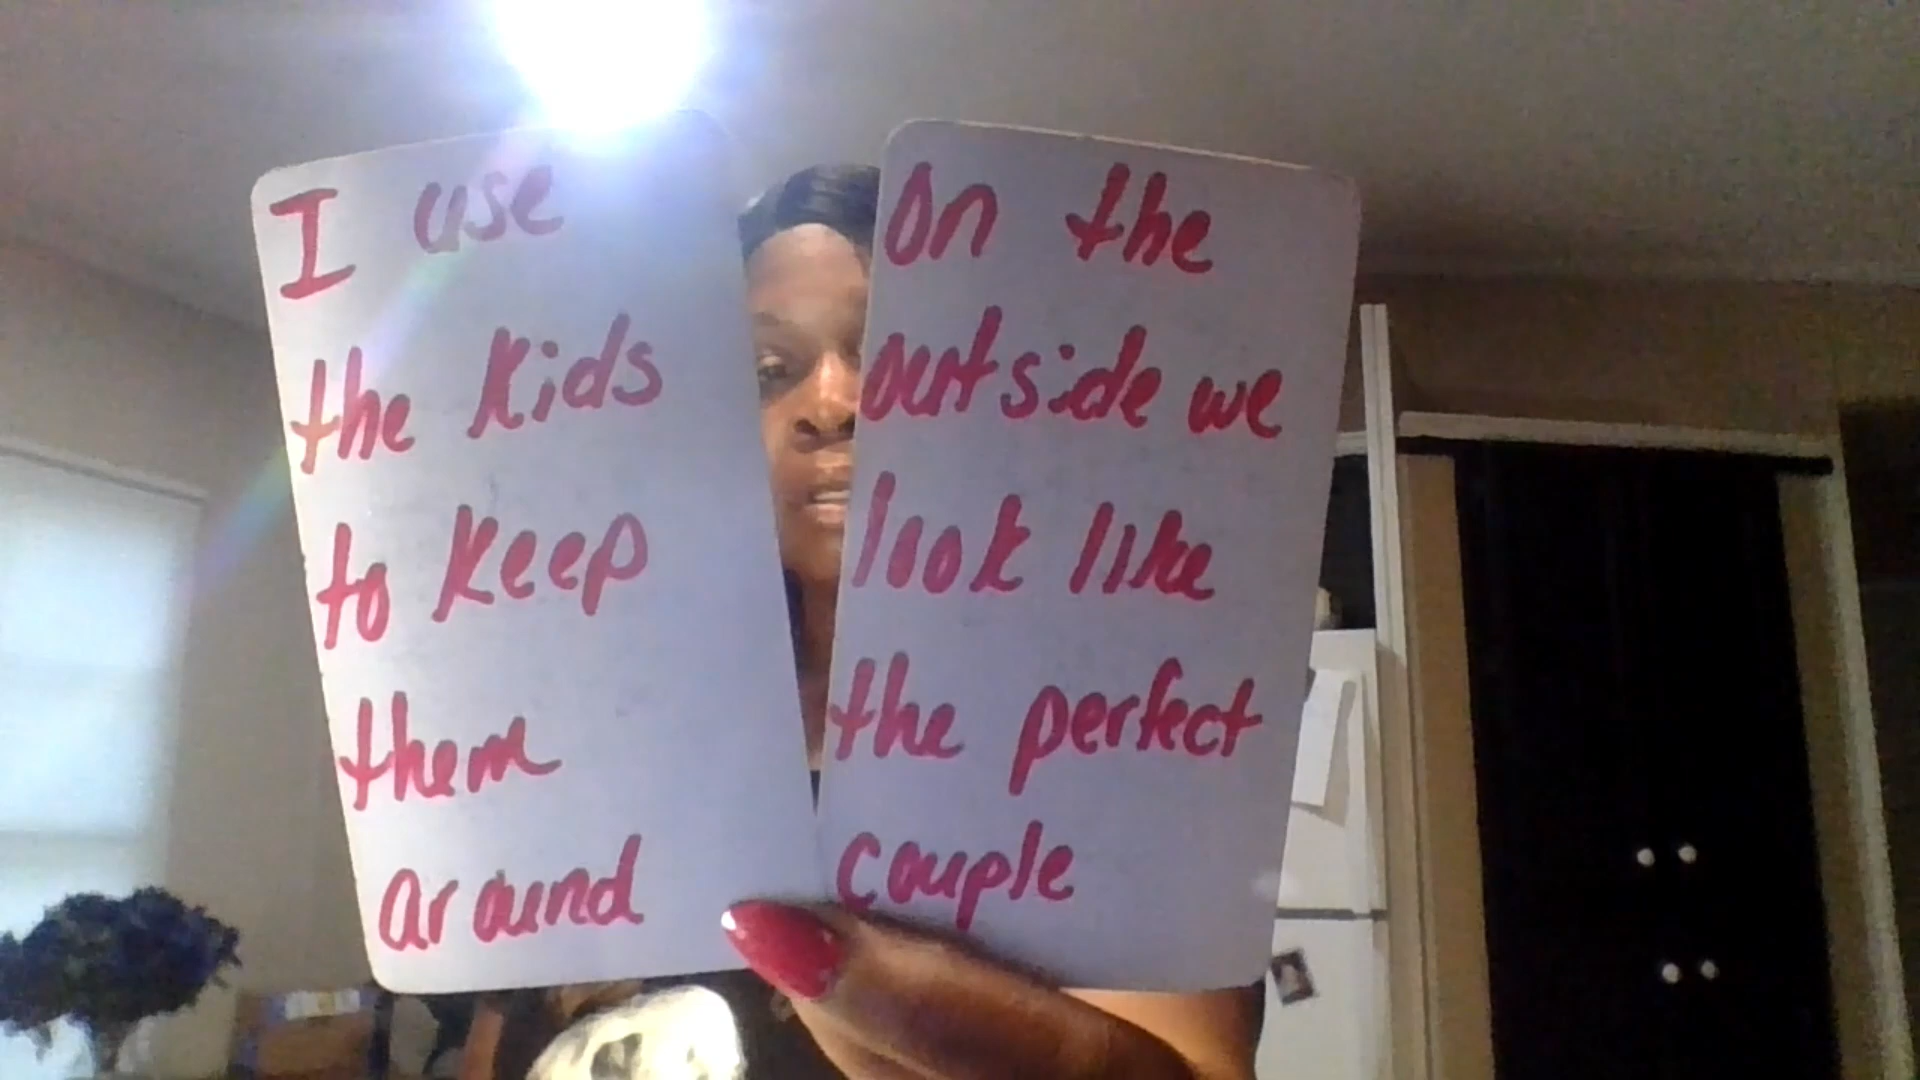 I use
the kids
to keep
them
around
On the
outside we
look like
the perfect
couple